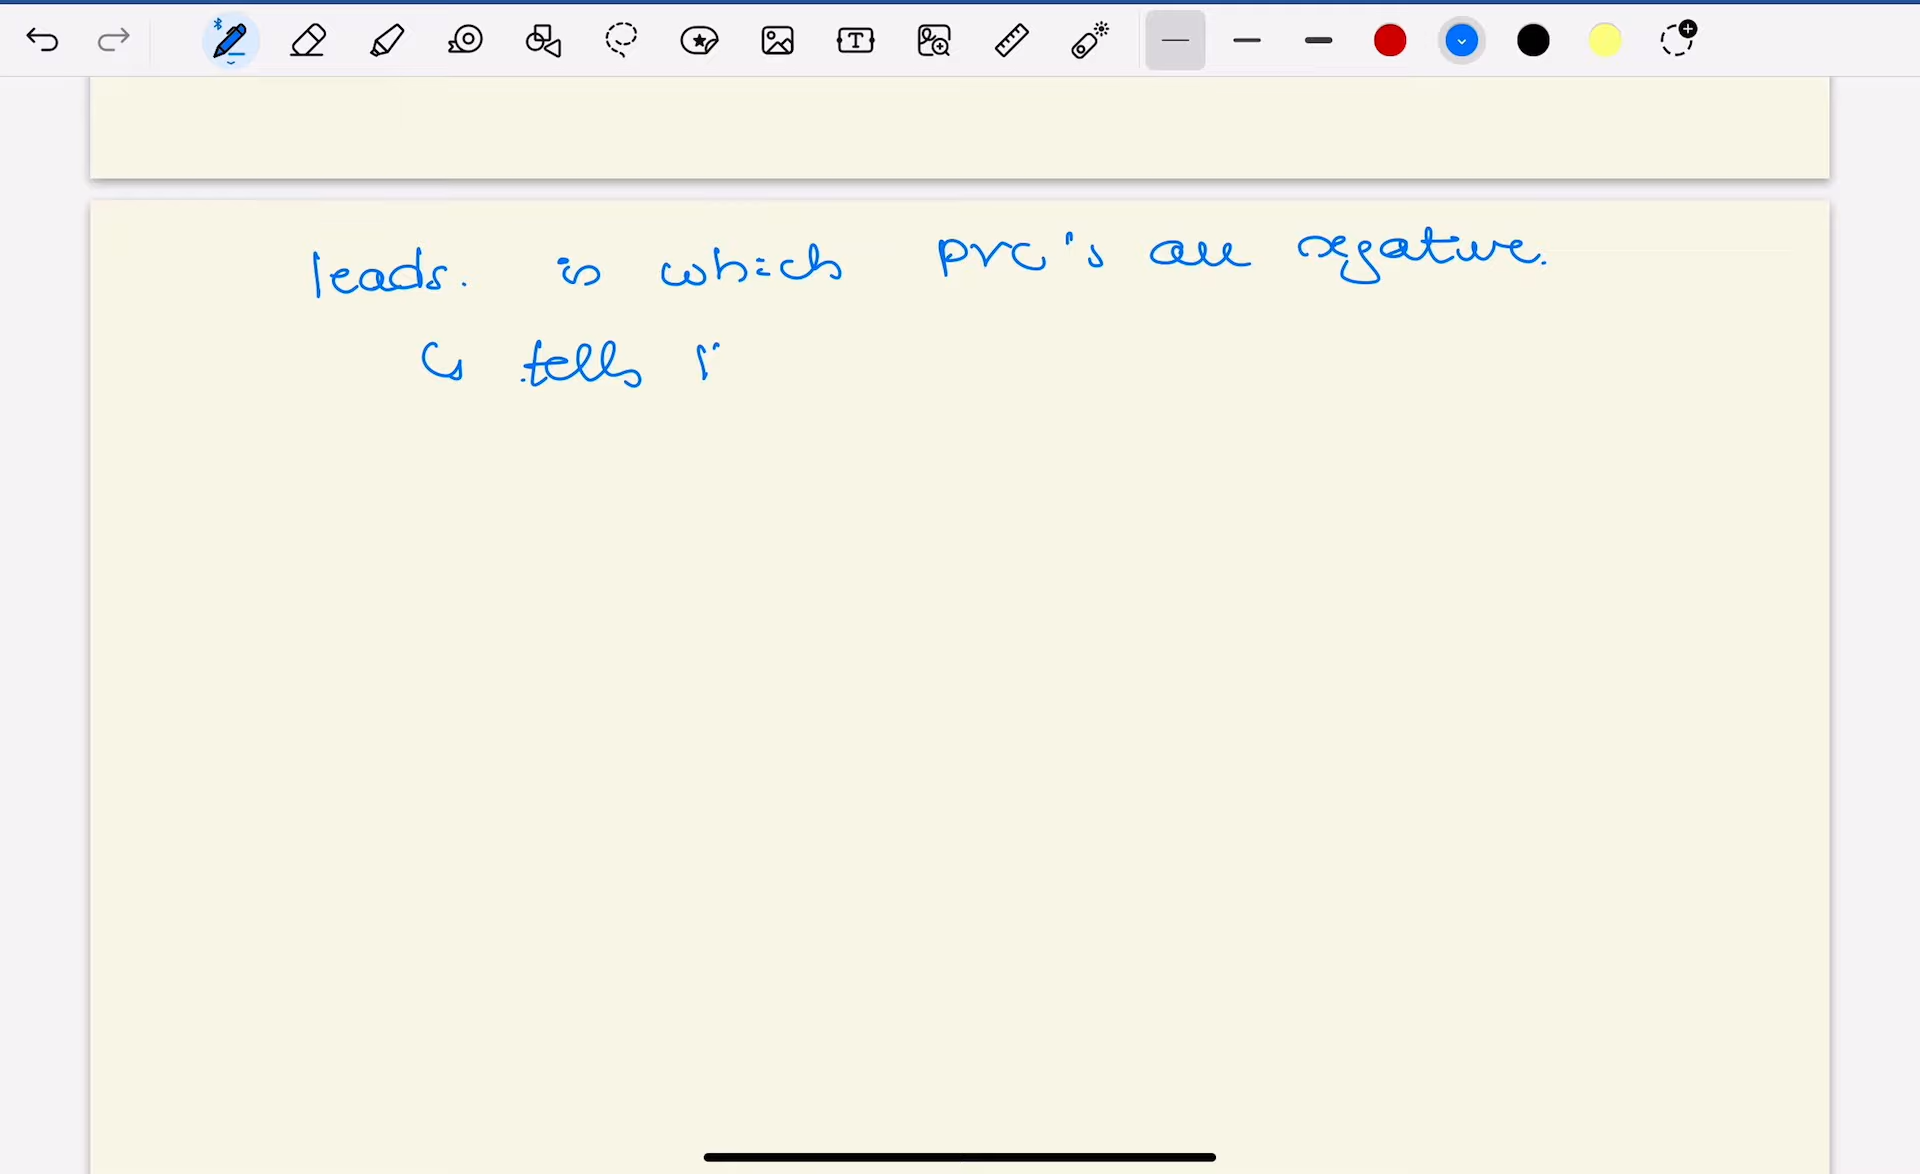 leads. in which PVC's are negative.
↳ tells